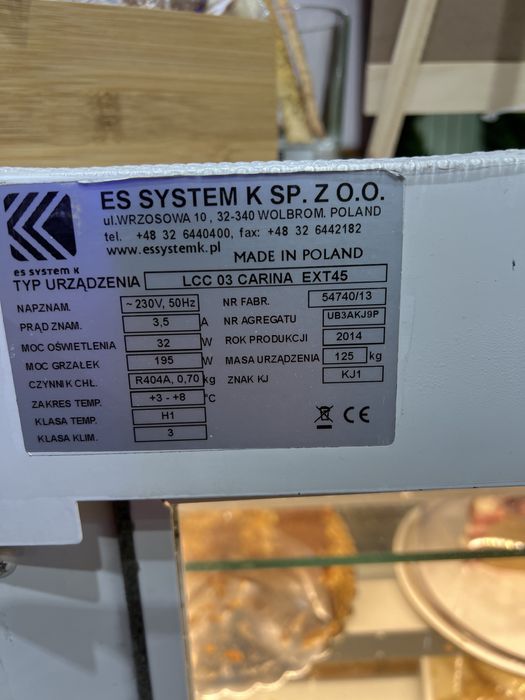 ES SYSTEM K SP. Z O.O.
ul.WRZOSOWA 10 , 32-340 WOLBROM. POLAND
tel. +48 32 6440400, fax: +48 32 6442182
www.essystemk.pl
MADE IN POLAND
es system k
TYP URZĄDZENIA LCC 03 CARINA EXT45
NAP.ZNAM. ~ 230V, 50Hz
PRĄD ZNAM. 3,5 A
MOC OŚWIETLENIA 32 W
MOC GRZAŁEK 195 W
CZYNNIK CHŁ. R404A, 0,70 kg
ZAKRES TEMP. +3 - +8 °C
KLASA TEMP. H1
KLASA KLIM. 3
NR FABR. 54740/13
NR AGREGATU UB3AKJ9P
ROK PRODUKCJI 2014
MASA URZĄDZENIA 125 kg
ZNAK KJ KJ1
CE